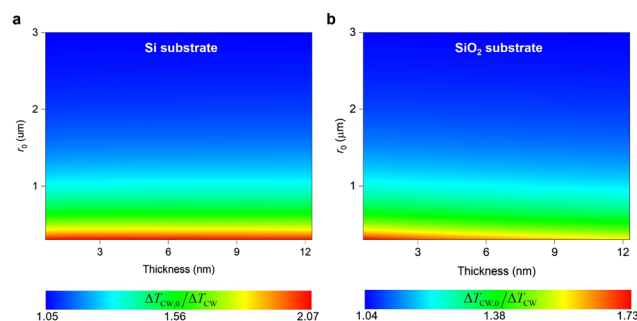 a
Si substrate
3
2
1
r0 (um)
3
6
9
12
Thickness (nm)
ΔTCW,0/ΔTCW
1.05
1.56
2.07
b
SiO2 substrate
3
2
1
r0 (μm)
3
6
9
12
Thickness (nm)
ΔTCW,0/ΔTCW
1.04
1.38
1.73